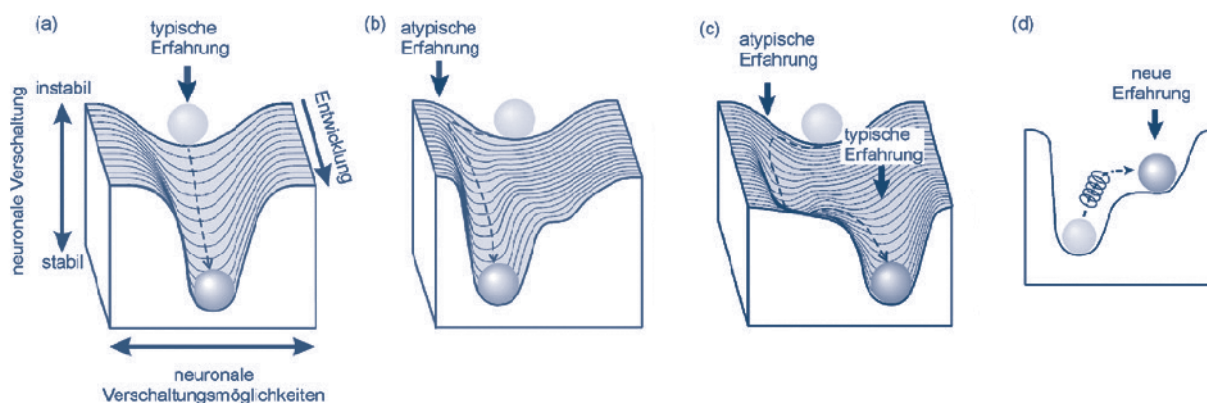 (a)
typische
Erfahrung
instabil
neuronale Verschaltung
stabil
Entwicklung
neuronale
Verschaltungsmöglichkeiten
(b)
atypische
Erfahrung
(c)
atypische
Erfahrung
typische
Erfahrung
(d)
neue
Erfahrung